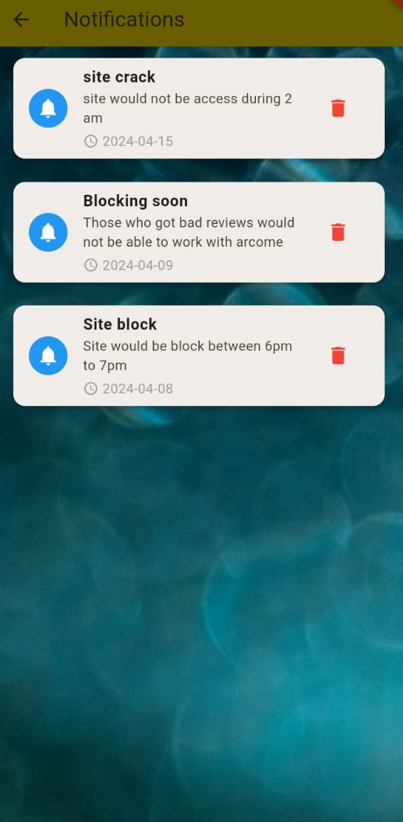 Notifications
site crack
site would not be access during 2
am
2024-04-15
Blocking soon
Those who got bad reviews would
not be able to work with arcome
2024-04-09
Site block
Site would be block between 6pm
to 7pm
2024-04-08